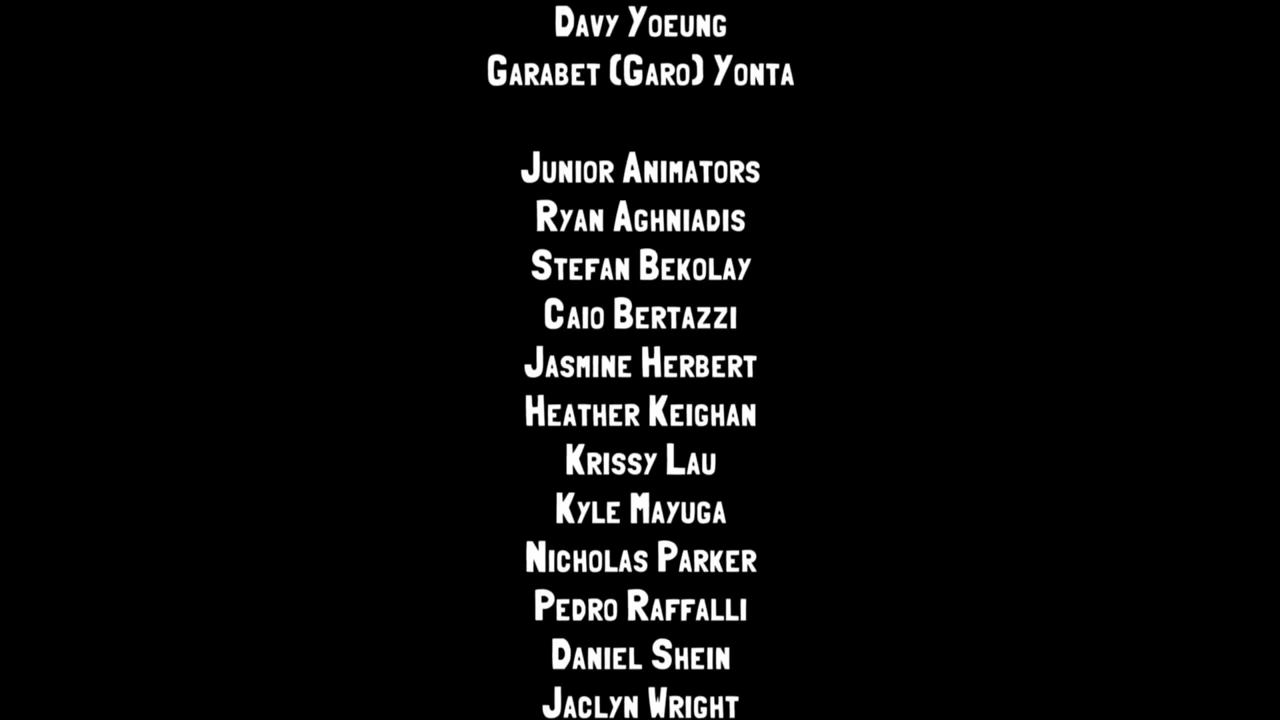 Davy Yoeung
Garabet (Garo) Yonta
Junior Animators
Ryan Aghniadis
Stefan Bekolay
Caio Bertazzi
Jasmine Herbert
Heather Keighan
Krissy Lau
Kyle Mayuga
Nicholas Parker
Pedro Raffalli
Daniel Shein
Jaclyn Wright